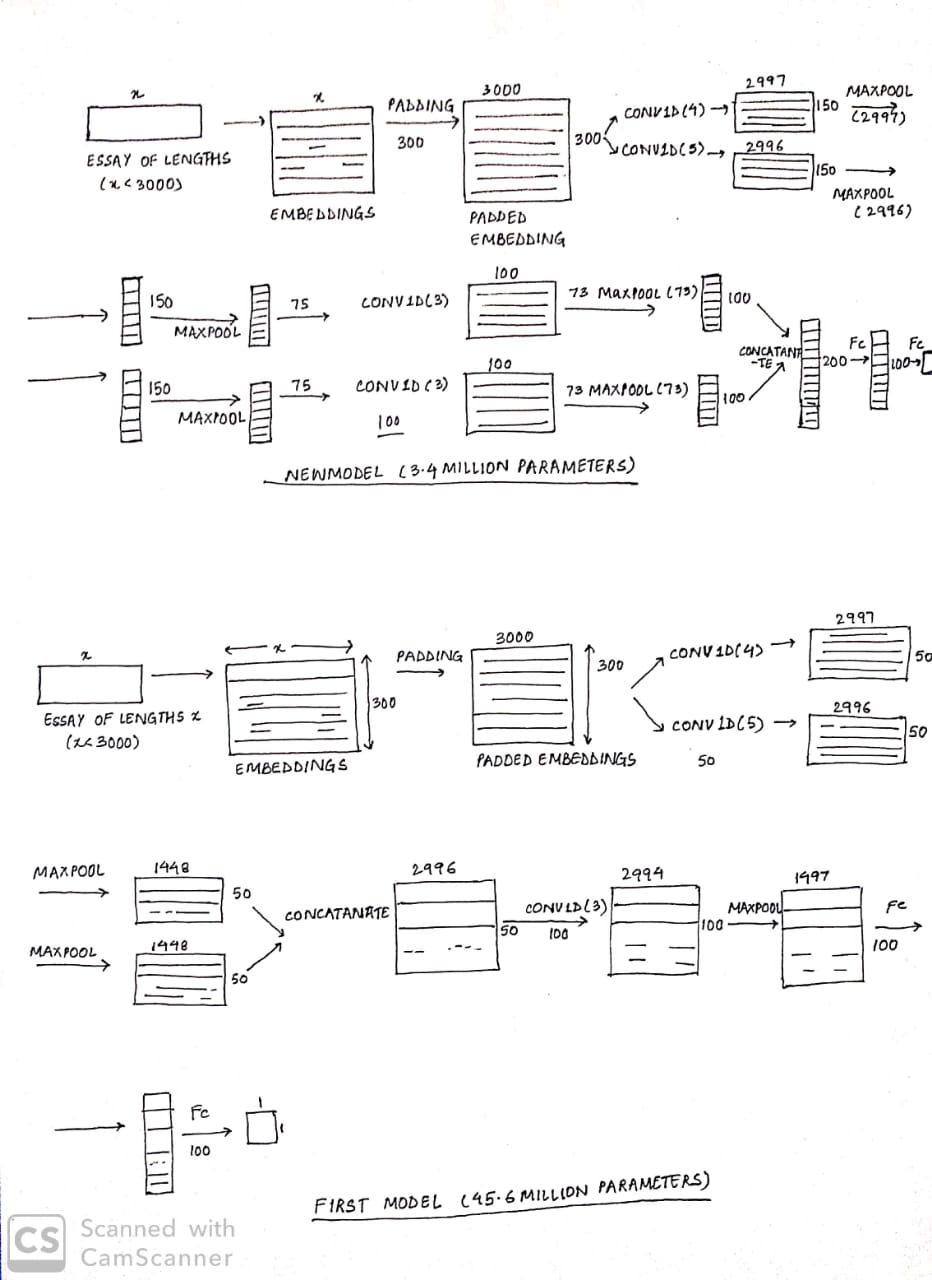 x
ESSAY OF LENGTHS
(x < 3000)
x
EMBEDDINGS
PADDING
300
3000
PADDED
EMBEDDING
300
CONV1D(4)
CONV1D(5)
2997
150
MAXPOOL
(2997)
2996
150
MAXPOOL
(2996)
150
MAXPOOL
75
CONV1D(3)
100
73 MAXPOOL (73)
100
150
MAXPOOL
75
CONV1D(3)
100
100
73 MAXPOOL (73)
100
CONCATANA
-TE
200
Fc
100
Fc
NEWMODEL (3.4 MILLION PARAMETERS)
x
ESSAY OF LENGTHS x
(x < 3000)
x
300
EMBEDDINGS
PADDING
3000
300
PADDED EMBEDDINGS
CONV1D(4)
CONV1D(5)
50
2997
50
2996
50
MAXPOOL
1448
50
MAXPOOL
1448
50
CONCATANATE
2996
50
CONV1D(3)
100
2994
100
MAXPOOL
1497
Fc
100
Fc
100
1
1
FIRST MODEL (45.6 MILLION PARAMETERS)
CS
Scanned with
CamScanner